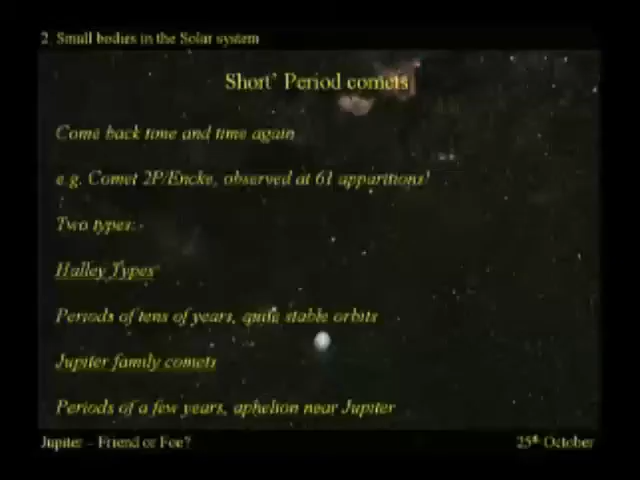 2. Small bodies in the Solar system
Short' Period comets
Come back time and time again
e.g. Comet 2P/Encke, observed at 61 apparitions!
Two types:-
Halley Types
Periods of tens of years, quite stable orbits
Jupiter family comets
Periods of a few years, aphelion near Jupiter
Jupiter – Friend or Foe?
25th October